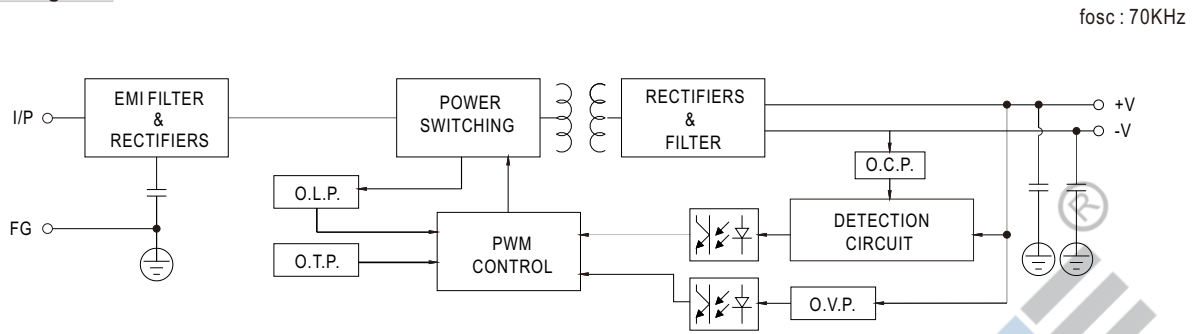 fosc : 70KHz
I/P
EMI FILTER
&
RECTIFIERS
POWER
SWITCHING
RECTIFIERS
&
FILTER
+V
-V
O.C.P.
O.L.P.
FG
O.T.P.
PWM
CONTROL
DETECTION
CIRCUIT
O.V.P.
®